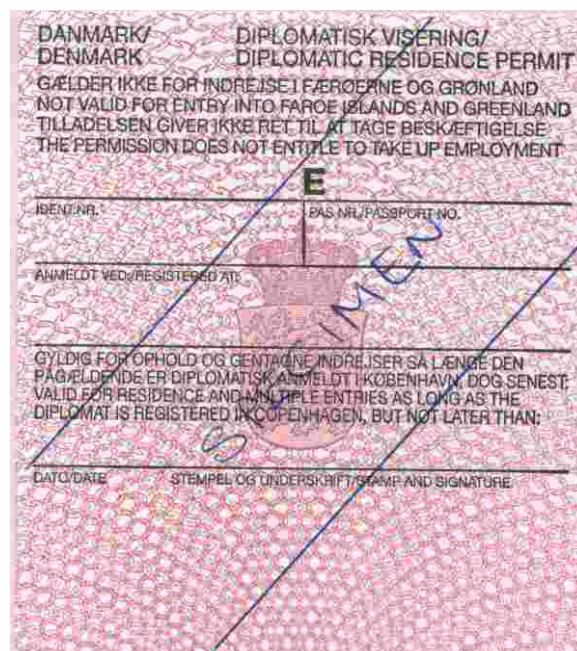 DANMARK/ DIPLOMATISK VISERING/
DENMARK DIPLOMATIC RESIDENCE PERMIT
GÆLDER IKKE FOR INDREJSE I FÆRØERNE OG GRØNLAND
NOT VALID FOR ENTRY INTO FAROE ISLANDS AND GREENLAND
TILLADELSEN GIVER IKKE RET TIL AT TAGE BESKÆFTIGELSE
THE PERMISSION DOES NOT ENTITLE TO TAKE UP EMPLOYMENT
E
IDENT.NR. PAS NR./PASSPORT NO.
ANMELDT VED:/REGISTERED AT:
SPECIMEN
GYLDIG FOR OPHOLD OG GENTAGNE INDREJSER SÅ LÆNGE DEN
PÅGÆLDENDE ER DIPLOMATISK ANMELDT I KØBENHAVN, DOG SENEST:
VALID FOR RESIDENCE AND MULTIPLE ENTRIES AS LONG AS THE
DIPLOMAT IS REGISTERED IN COPENHAGEN, BUT NOT LATER THAN:
DATO/DATE STEMPEL OG UNDERSKRIFT/STAMP AND SIGNATURE